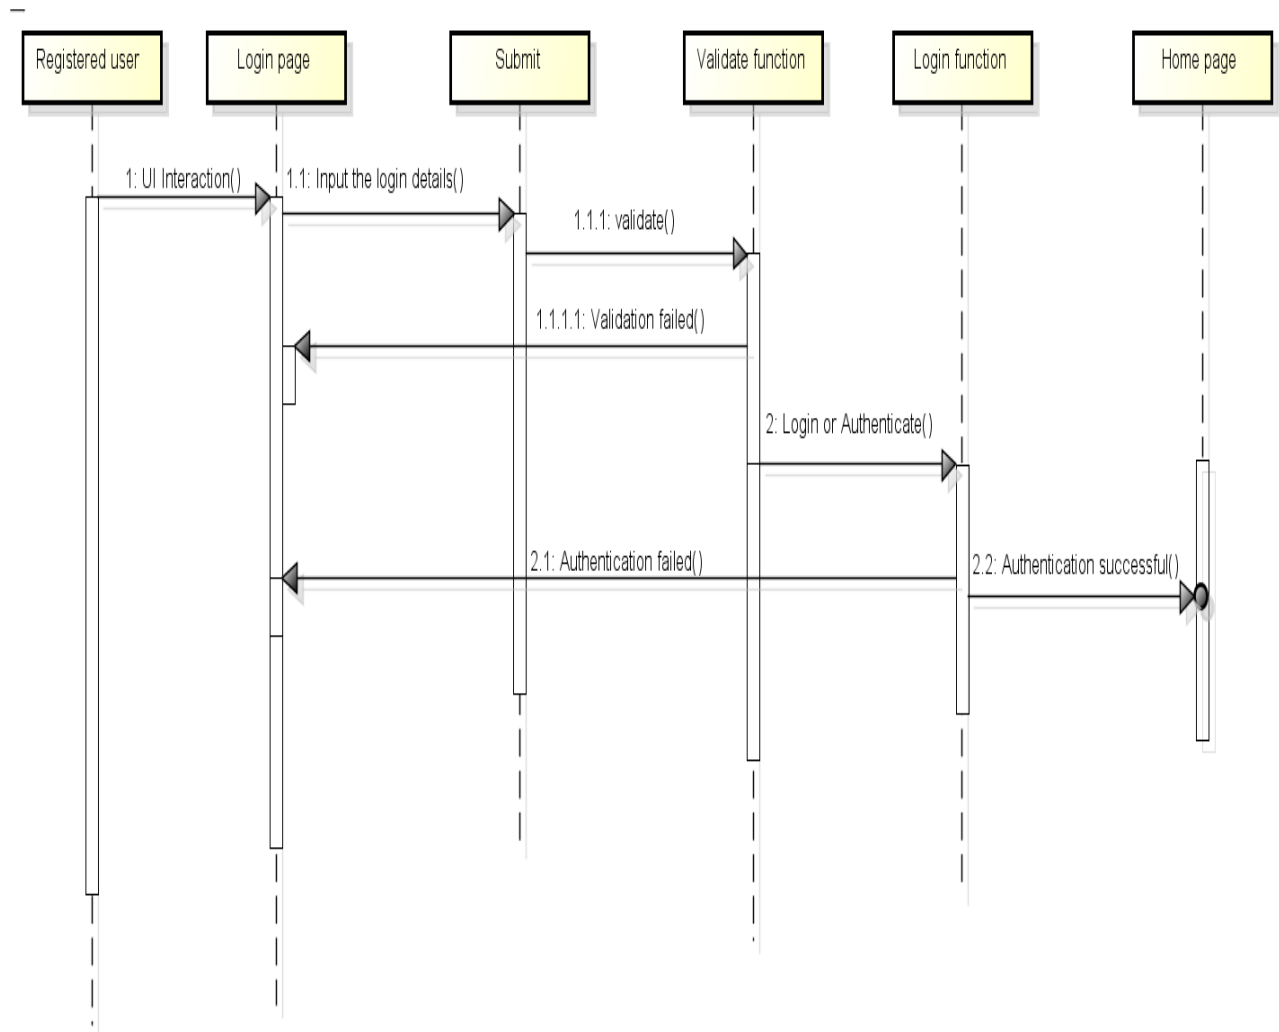 Registered user
Login page
Submit
Validate function
Login function
Home page
1: UI Interaction()
1.1: Input the login details()
1.1.1: validate()
1.1.1.1: Validation failed()
2: Login or Authenticate()
2.1: Authentication failed()
2.2: Authentication successful()